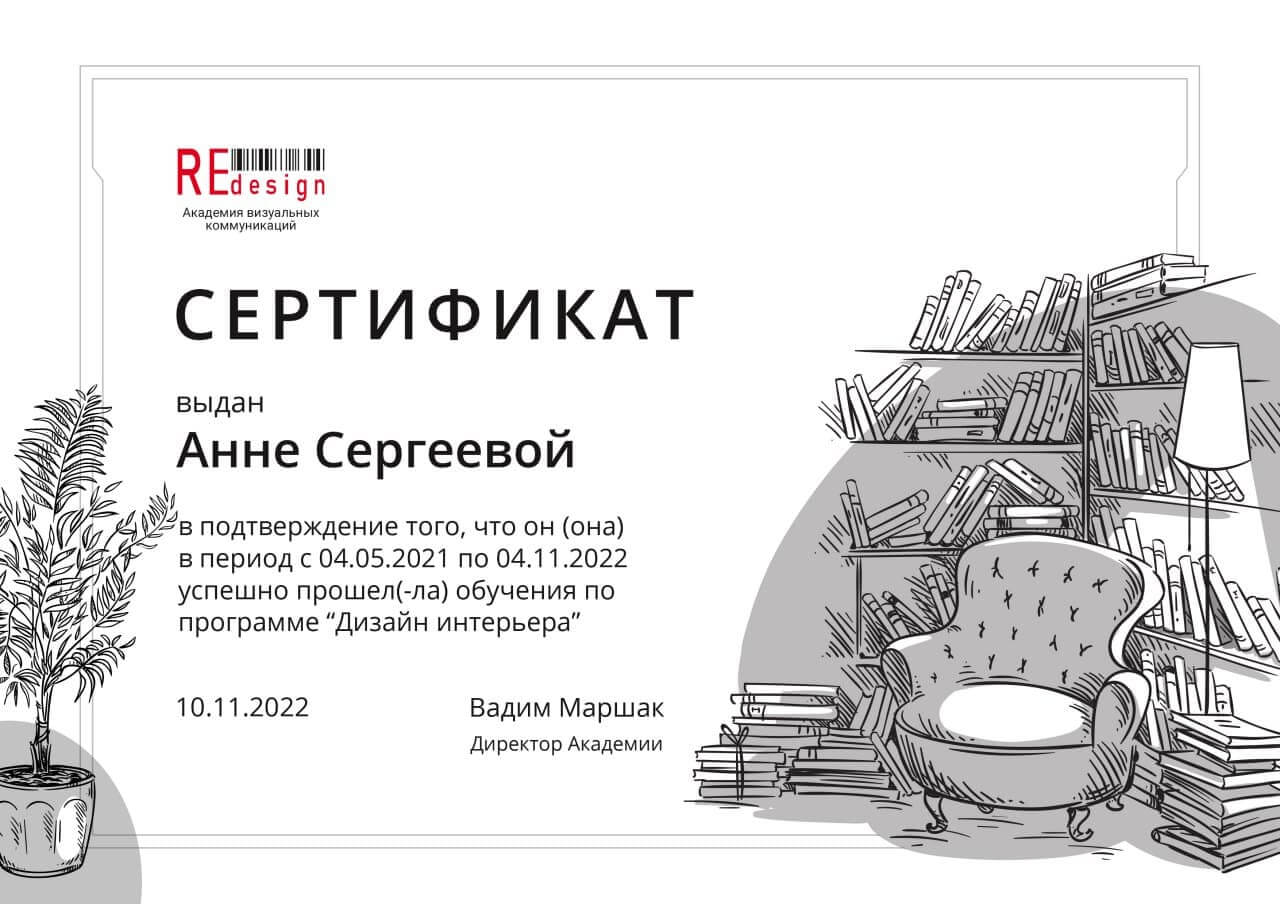 REdesign
Академия визуальных
коммуникаций
СЕРТИФИКАТ
выдан
Анне Сергеевой
в подтверждение того, что он (она)
в период с 04.05.2021 по 04.11.2022
успешно прошел(-ла) обучения по
программе “Дизайн интерьера”
10.11.2022
Вадим Маршак
Директор Академии